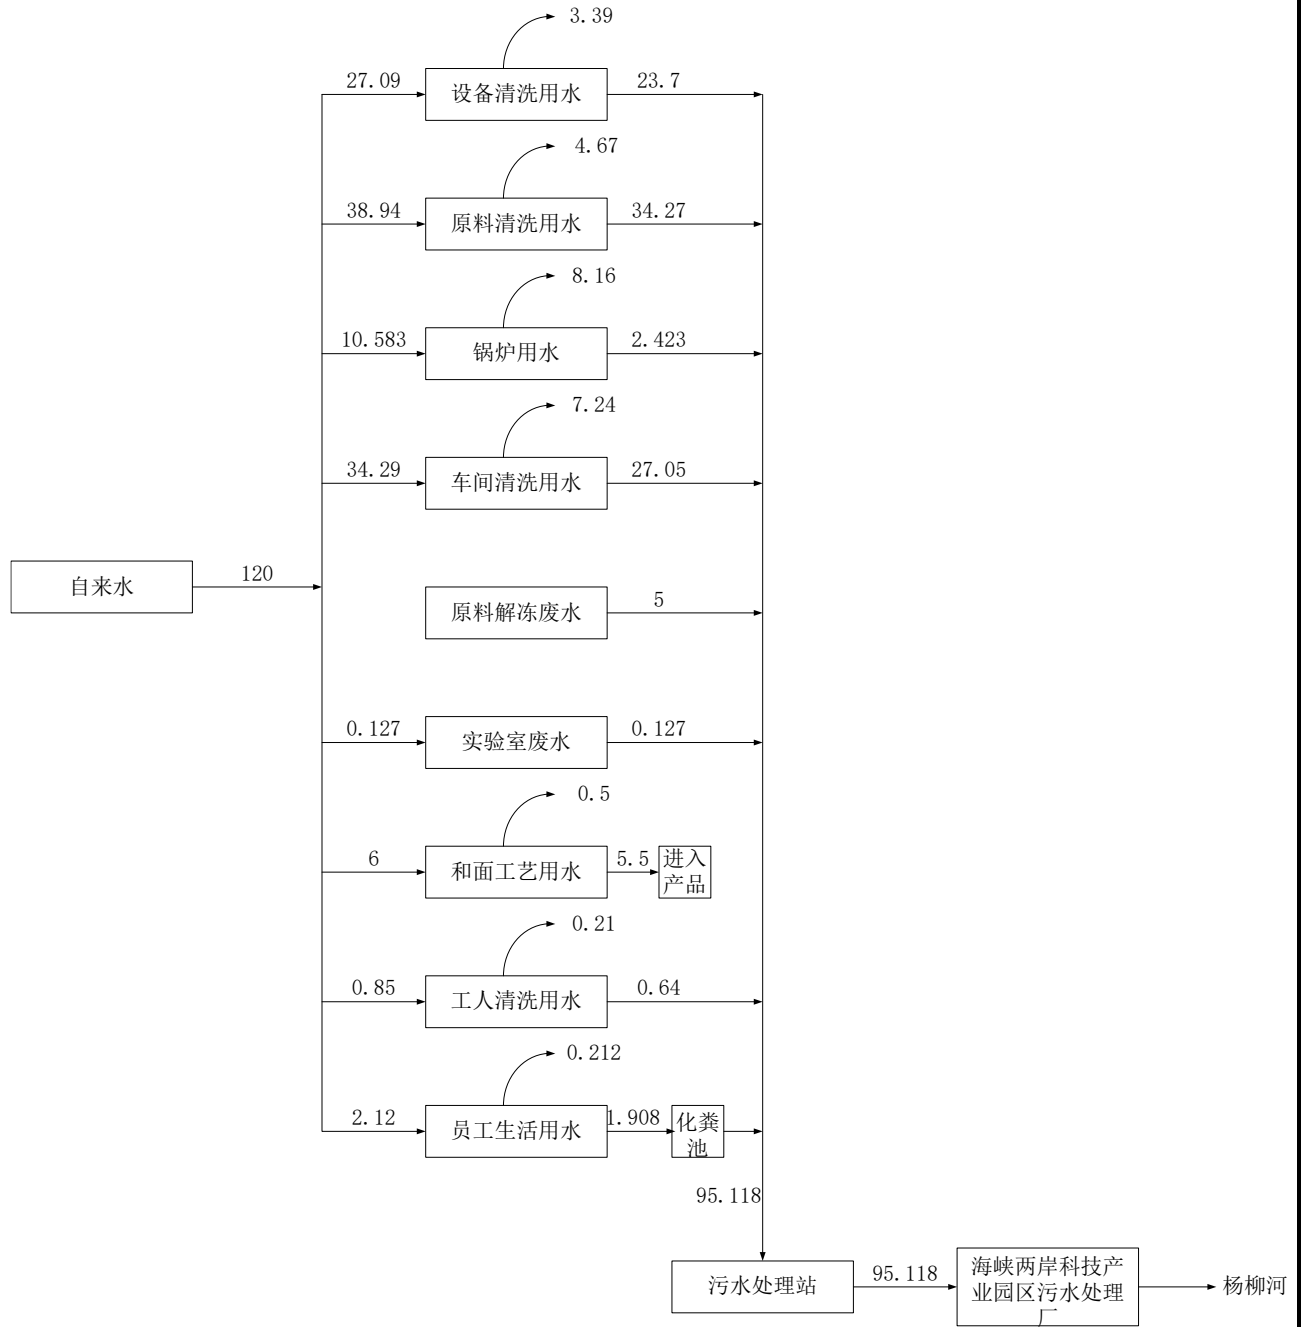 3.39
27.09
设备清洗用水
23.7
4.67
38.94
原料清洗用水
34.27
8.16
10.583
锅炉用水
2.423
7.24
34.29
车间清洗用水
27.05
自来水
120
原料解冻废水
5
0.127
实验室废水
0.127
0.5
6
和面工艺用水
5.5
进入
产品
0.21
0.85
工人清洗用水
0.64
0.212
2.12
员工生活用水
1.908
化粪
池
95.118
污水处理站
95.118
海峡两岸科技产
业园区污水处理
厂
杨柳河